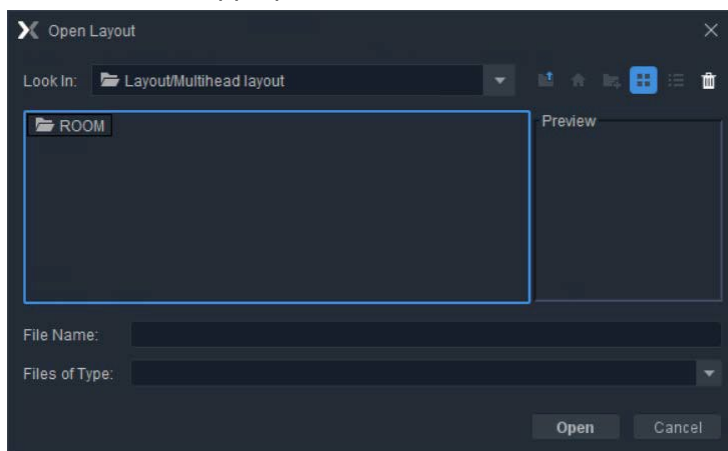 Open Layout
Look In: Layout/Multihead layout
ROOM
Preview
File Name:
Files of Type:
Open Cancel